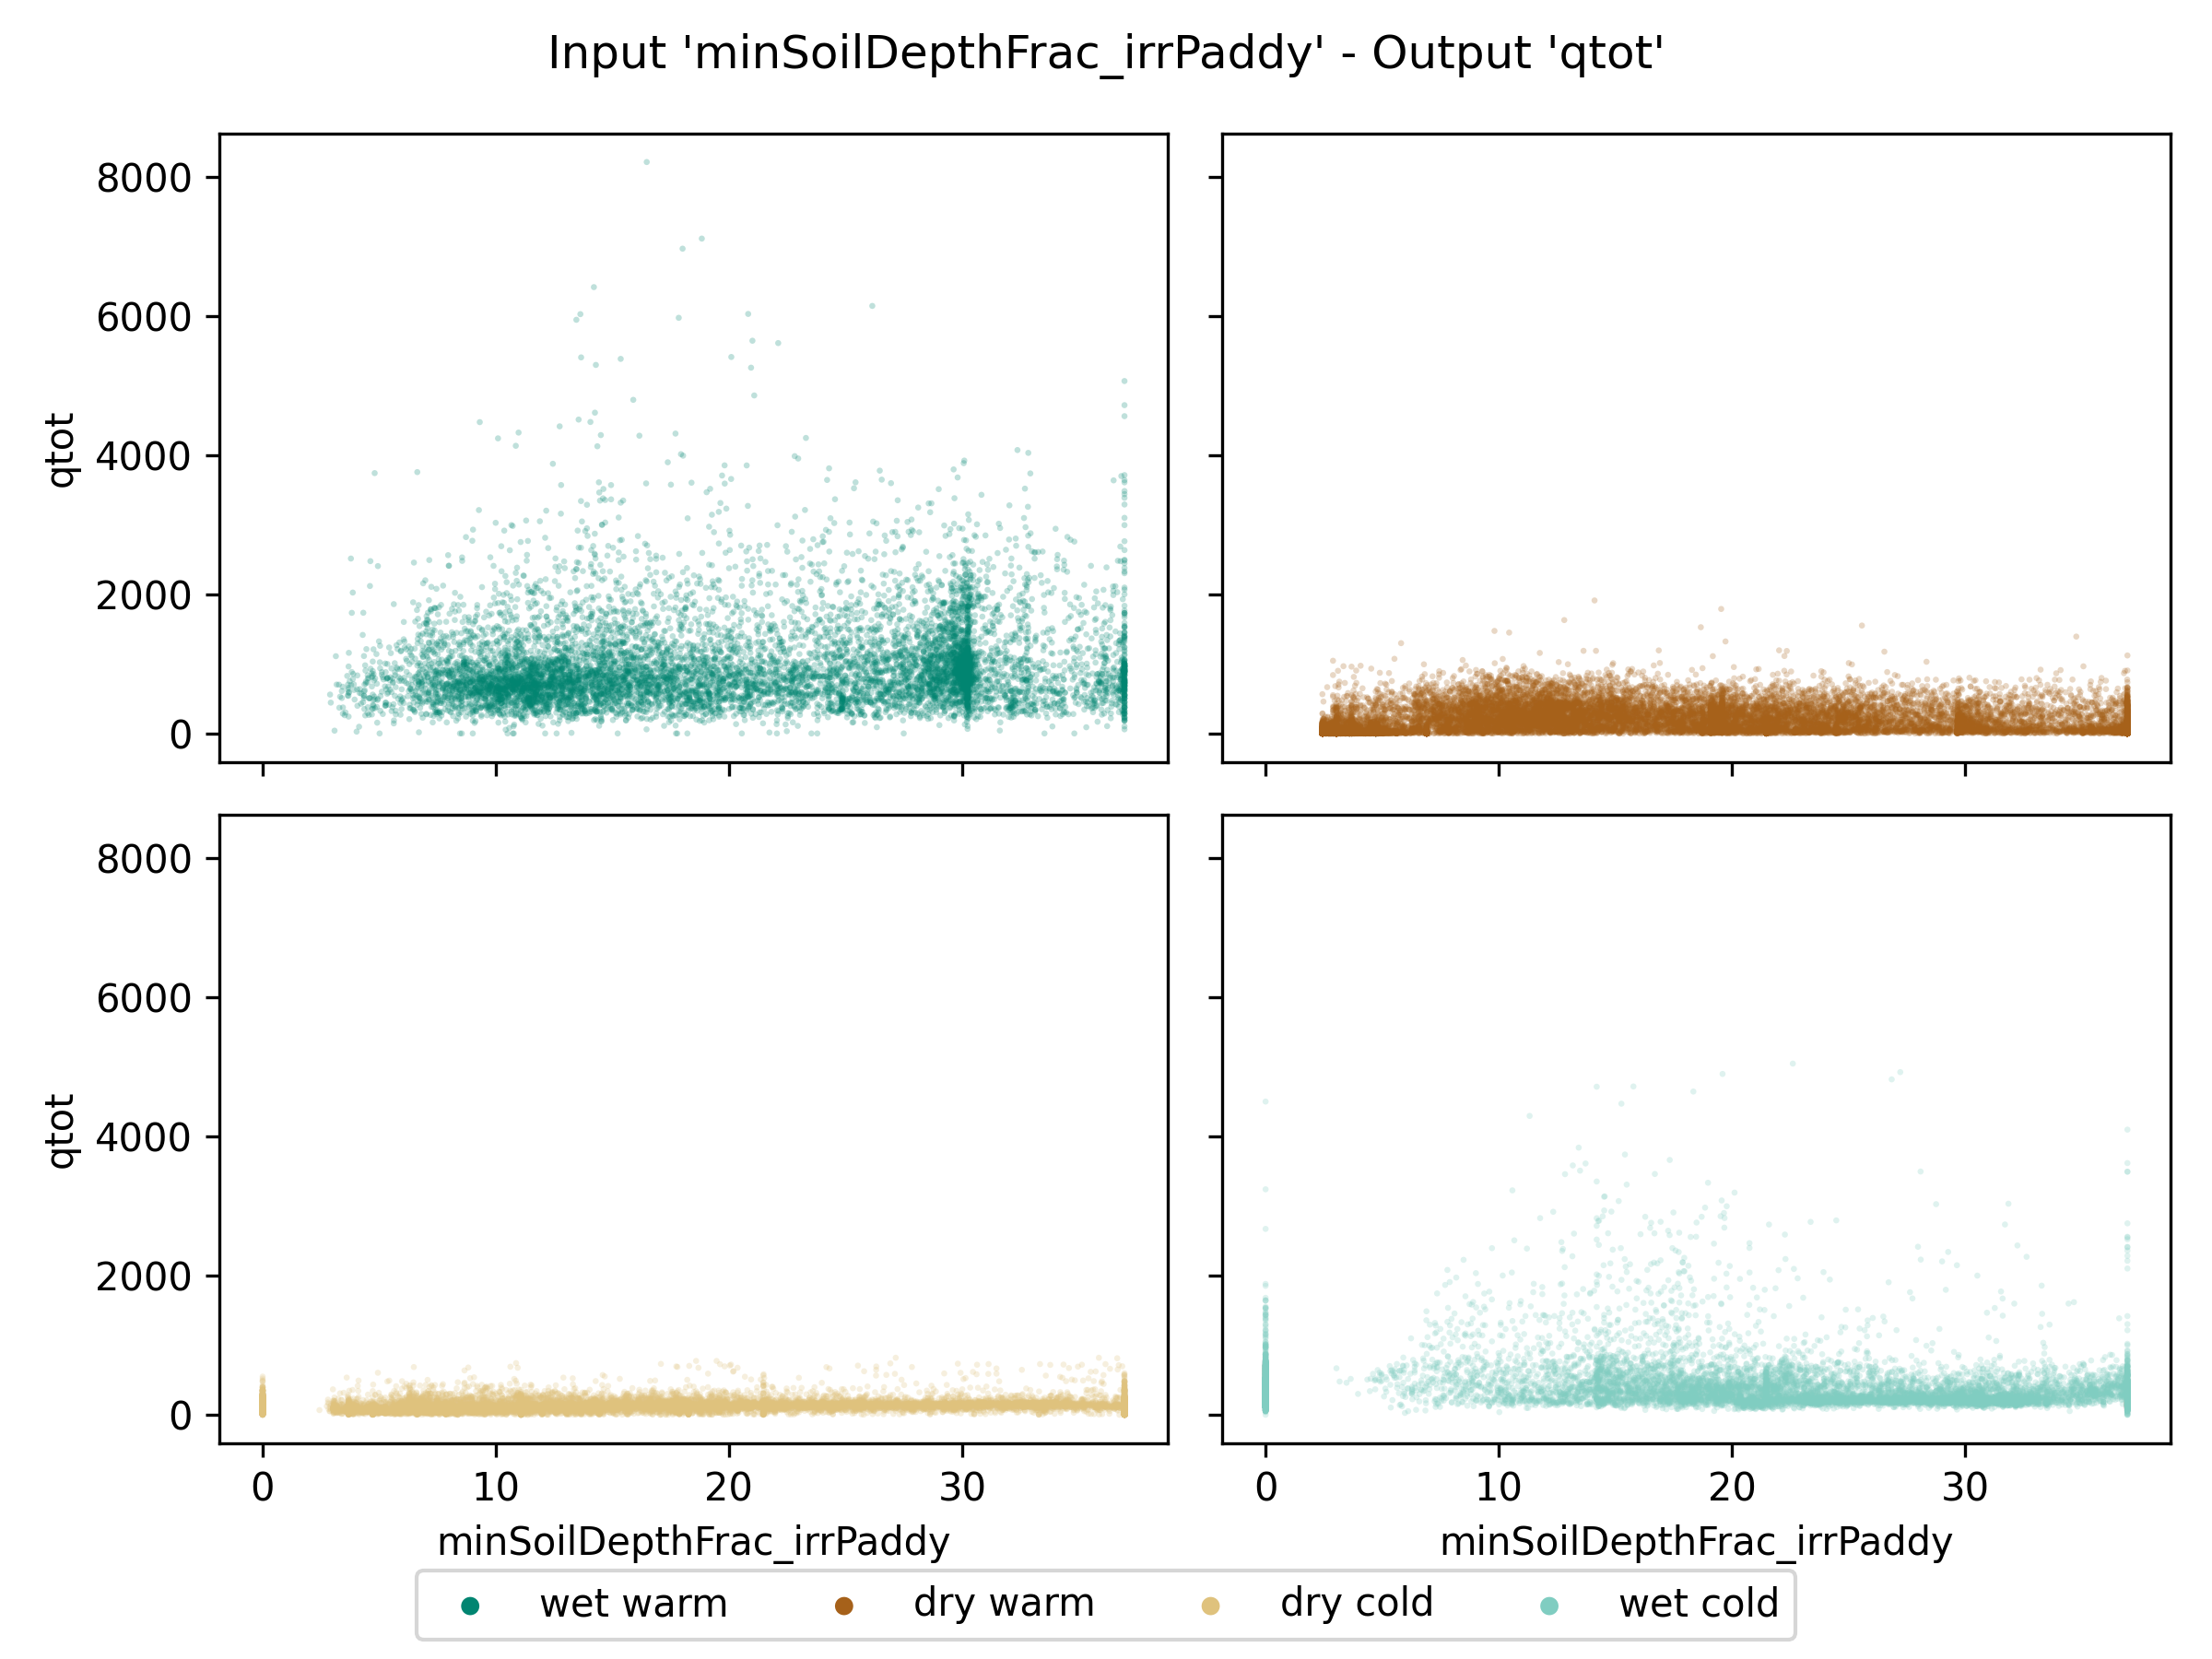 Input 'minSoilDepthFrac_irrPaddy' - Output 'qtot'
8000
6000
4000
2000
0
qtot
8000
6000
4000
2000
0
qtot
0 10 20 30
0 10 20 30
minSoilDepthFrac_irrPaddy
minSoilDepthFrac_irrPaddy
wet warm dry warm dry cold wet cold